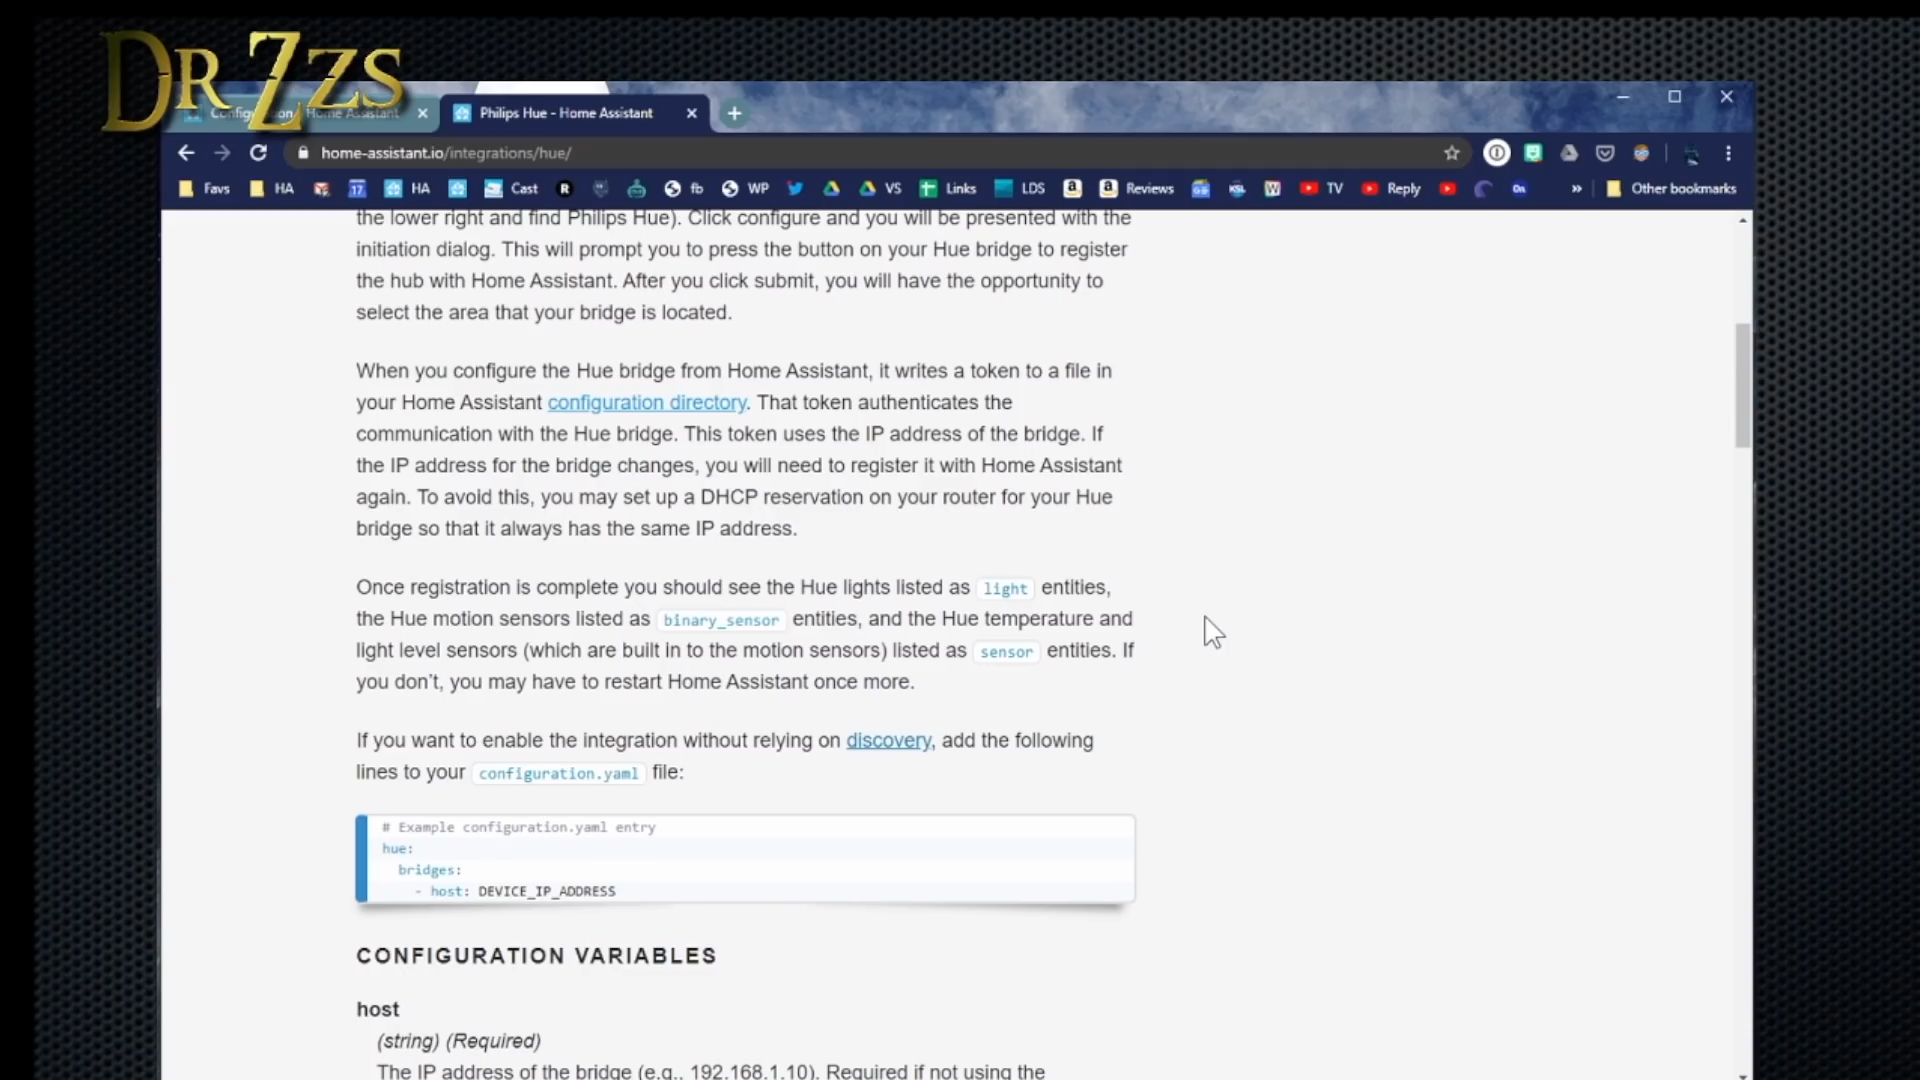 DrZzs
Configuration - Home Assistant
Philips Hue - Home Assistant
home-assistant.io/integrations/hue/
Favs HA 17 HA Cast R fb WP VS Links LDS a a Reviews KSL W TV Reply On » Other bookmarks
the lower right and find Philips Hue). Click configure and you will be presented with the
initiation dialog. This will prompt you to press the button on your Hue bridge to register
the hub with Home Assistant. After you click submit, you will have the opportunity to
select the area that your bridge is located.
When you configure the Hue bridge from Home Assistant, it writes a token to a file in
your Home Assistant configuration directory. That token authenticates the
communication with the Hue bridge. This token uses the IP address of the bridge. If
the IP address for the bridge changes, you will need to register it with Home Assistant
again. To avoid this, you may set up a DHCP reservation on your router for your Hue
bridge so that it always has the same IP address.
Once registration is complete you should see the Hue lights listed as light entities,
the Hue motion sensors listed as binary_sensor entities, and the Hue temperature and
light level sensors (which are built in to the motion sensors) listed as sensor entities. If
you don't, you may have to restart Home Assistant once more.
If you want to enable the integration without relying on discovery, add the following
lines to your configuration.yaml file:
# Example configuration.yaml entry
hue:
bridges:
- host: DEVICE_IP_ADDRESS
CONFIGURATION VARIABLES
host
(string) (Required)
The IP address of the bridge (e.g., 192.168.1.10). Required if not using the